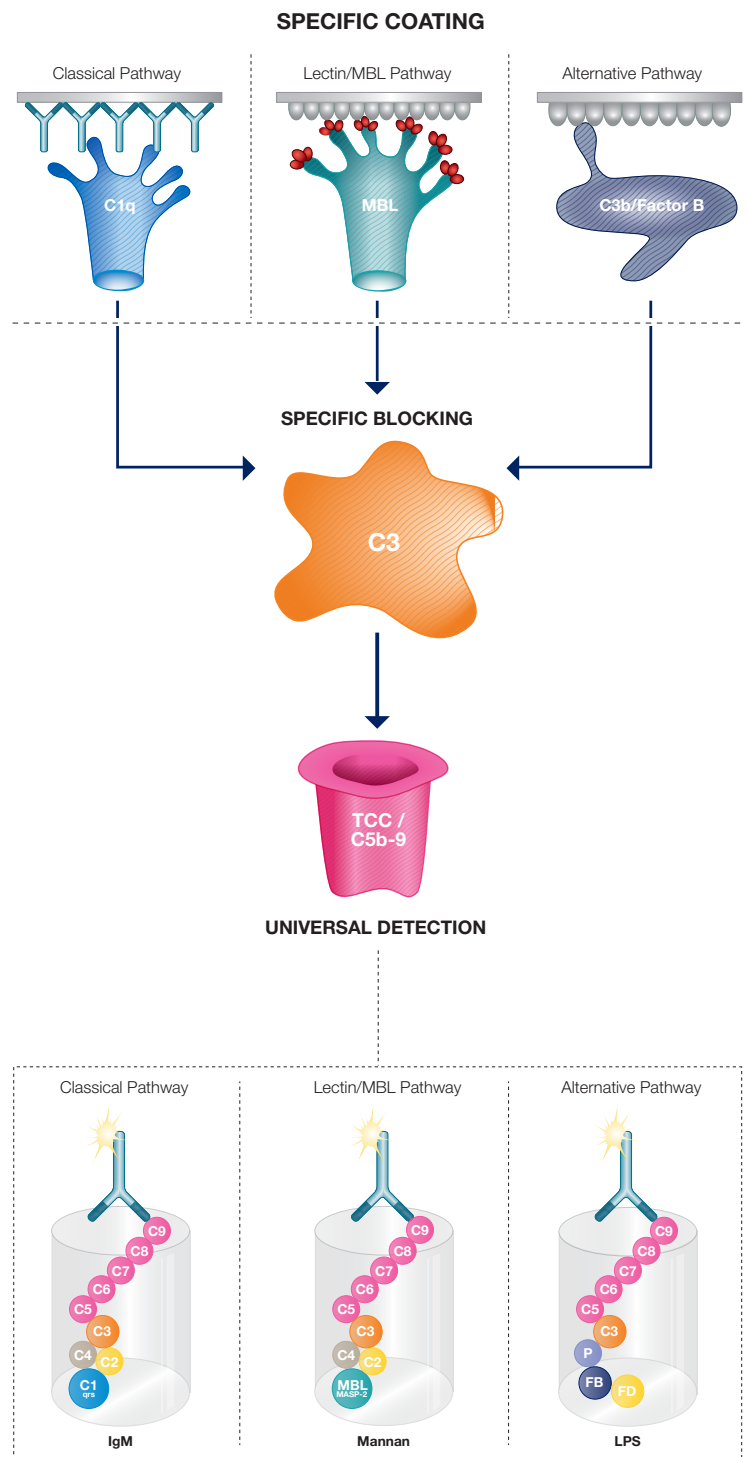 SPECIFIC COATING
Classical Pathway
Lectin/MBL Pathway
Alternative Pathway
C1q
MBL
C3b/Factor B
SPECIFIC BLOCKING
C3
TCC /
C5b-9
UNIVERSAL DETECTION
Classical Pathway
Lectin/MBL Pathway
Alternative Pathway
C9
C8
C7
C6
C5
C3
C4
C2
C1
qrs
IgM
C9
C8
C7
C6
C5
C3
C4
C2
MBL
MASP-2
Mannan
C9
C8
C7
C6
C5
C3
P
FB
FD
LPS